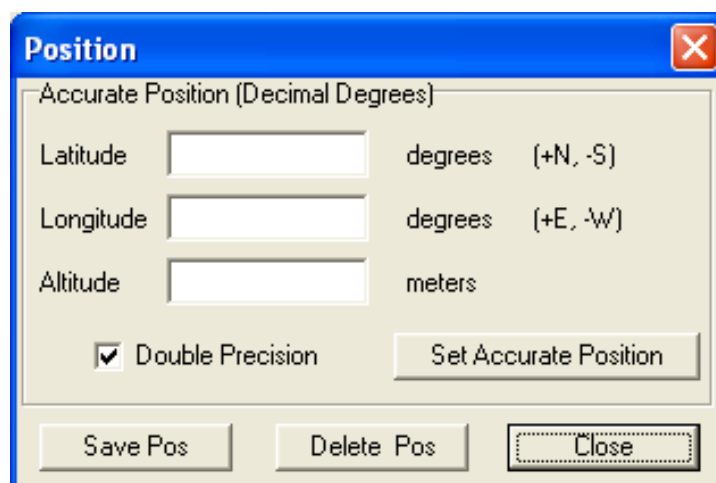 Position
Accurate Position (Decimal Degrees)
Latitude degrees (+N, -S)
Longitude degrees (+E, -W)
Altitude meters
Double Precision Set Accurate Position
Save Pos Delete Pos Close